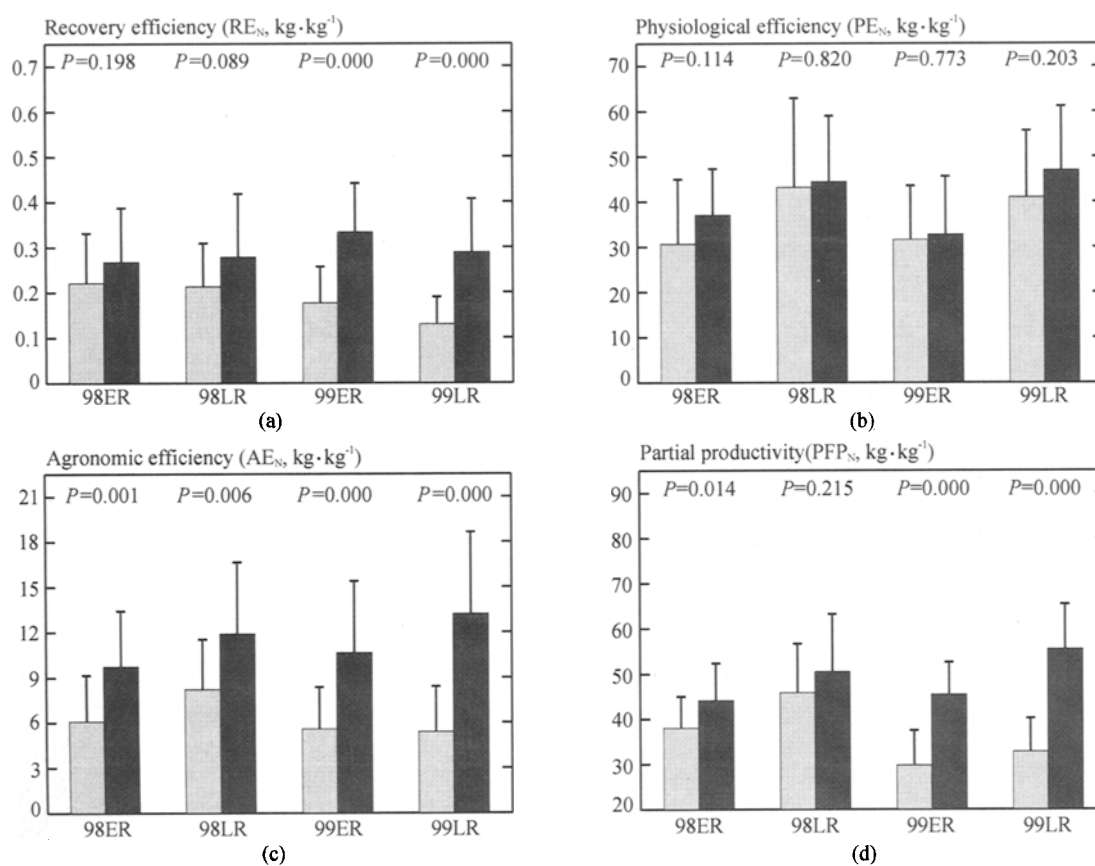 Recovery efficiency (REN, kg·kg-1)
P=0.198 P=0.089 P=0.000 P=0.000
0.7
0.6
0.5
0.4
0.3
0.2
0.1
0
98ER 98LR 99ER 99LR
(a)
Physiological efficiency (PEN, kg·kg-1)
P=0.114 P=0.820 P=0.773 P=0.203
70
60
50
40
30
20
10
0
98ER 98LR 99ER 99LR
(b)
Agronomic efficiency (AEN, kg·kg-1)
P=0.001 P=0.006 P=0.000 P=0.000
21
18
15
12
9
6
3
0
98ER 98LR 99ER 99LR
(c)
Partial productivity(PFPN, kg·kg-1)
P=0.014 P=0.215 P=0.000 P=0.000
90
80
70
60
50
40
30
20
98ER 98LR 99ER 99LR
(d)